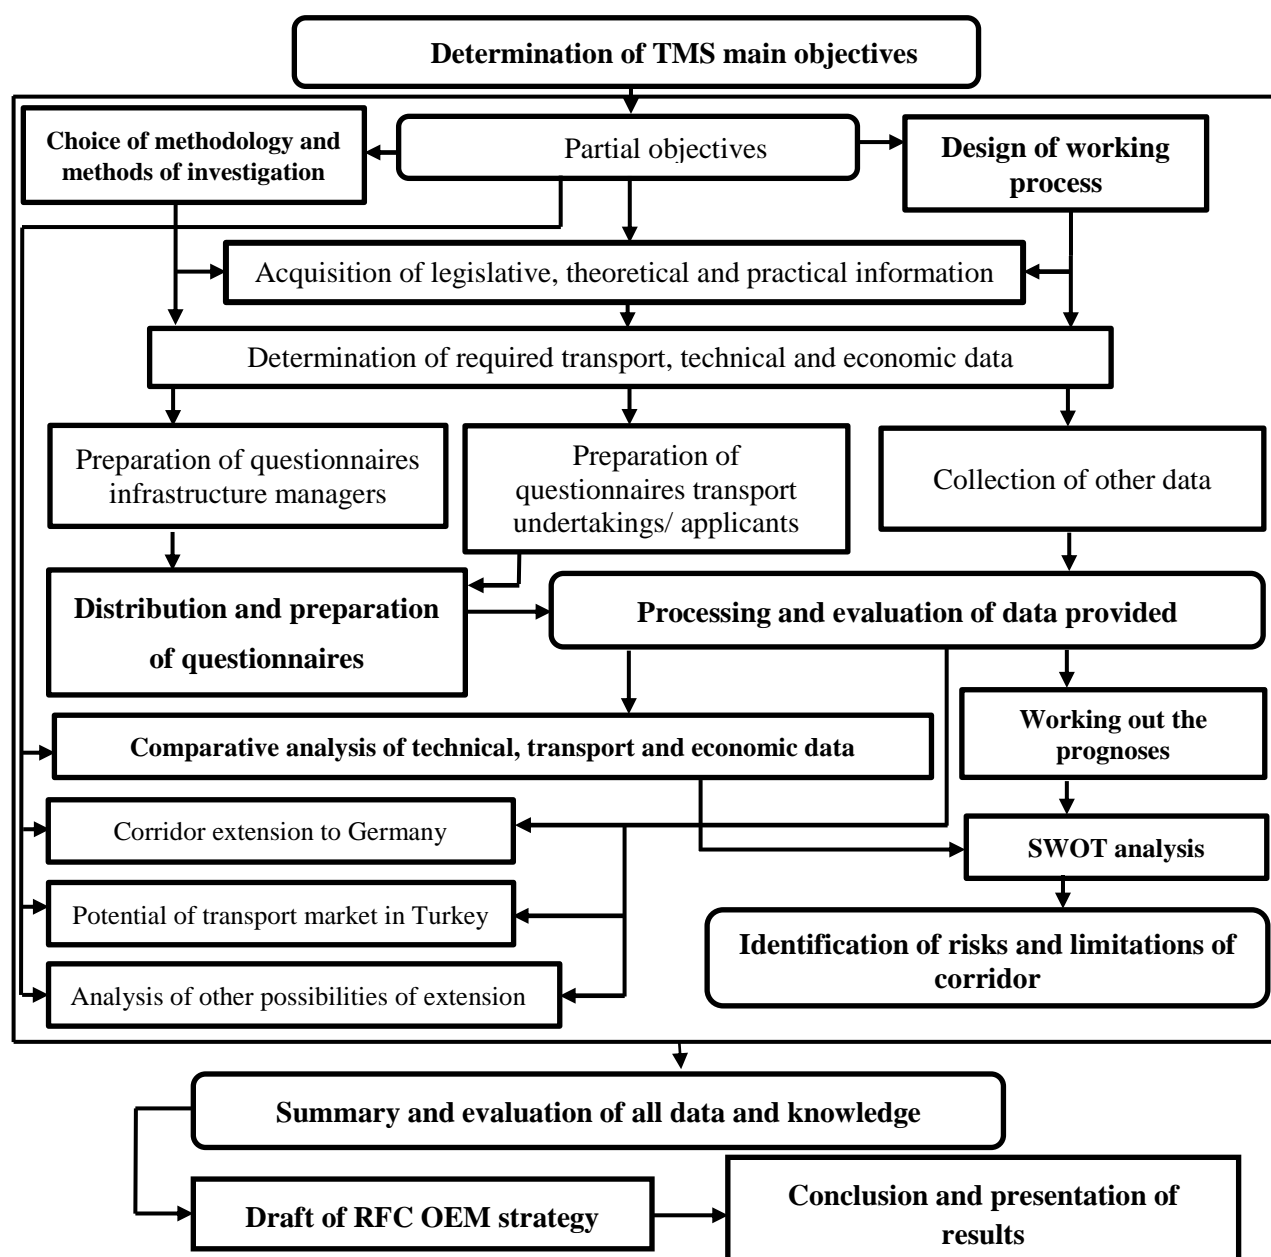 Determination of TMS main objectives
Choice of methodology and
methods of investigation
Partial objectives
Design of working
process
Acquisition of legislative, theoretical and practical information
Determination of required transport, technical and economic data
Preparation of questionnaires
infrastructure managers
Preparation of
questionnaires transport
undertakings/ applicants
Collection of other data
Distribution and preparation
of questionnaires
Processing and evaluation of data provided
Comparative analysis of technical, transport and economic data
Working out the
prognoses
Corridor extension to Germany
SWOT analysis
Potential of transport market in Turkey
Identification of risks and limitations of
corridor
Analysis of other possibilities of extension
Summary and evaluation of all data and knowledge
Draft of RFC OEM strategy
Conclusion and presentation of
results